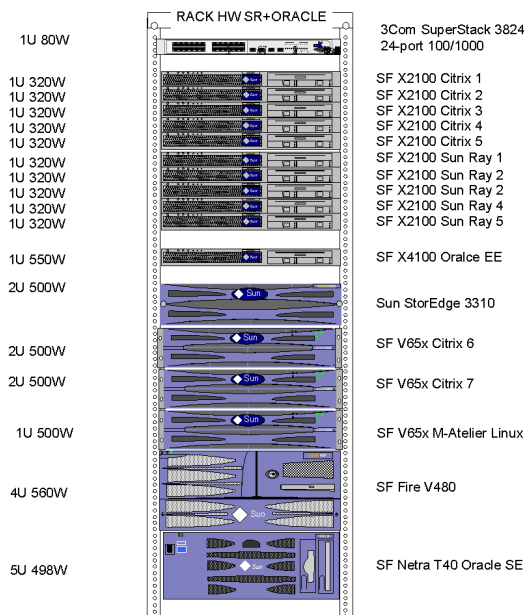 RACK HW SR+ORACLE
1U 80W
3Com SuperStack 3824
24-port 100/1000
1U 320W SF X2100 Citrix 1
1U 320W SF X2100 Citrix 2
1U 320W SF X2100 Citrix 3
1U 320W SF X2100 Citrix 4
1U 320W SF X2100 Citrix 5
1U 320W SF X2100 Sun Ray 1
1U 320W SF X2100 Sun Ray 2
1U 320W SF X2100 Sun Ray 2
1U 320W SF X2100 Sun Ray 4
1U 320W SF X2100 Sun Ray 5
1U 550W SF X4100 Oralce EE
2U 500W Sun Sun StorEdge 3310
2U 500W Sun SF V65x Citrix 6
2U 500W Sun SF V65x Citrix 7
1U 500W Sun SF V65x M-Atelier Linux
4U 560W Sun SF Fire V480
5U 498W Sun SF Netra T40 Oracle SE